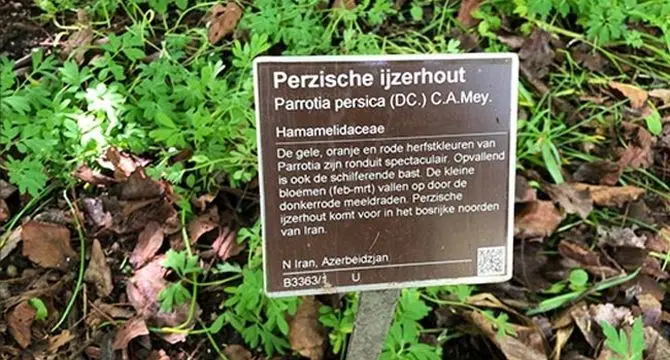 Perzische ijzerhout
Parrotia persica (DC.) C.A.Mey.
Hamamelidaceae
De gele, oranje en rode herfstkleuren van
Parrotia zijn ronduit spectaculair. Opvallend
is ook de schilferende bast. De kleine
bloemen (feb-mrt) vallen op door de
donkerrode meeldraden. Perzische
ijzerhout komt voor in het bosrijke noorden
van Iran.
N Iran, Azerbeidzjan
B3363/1 U